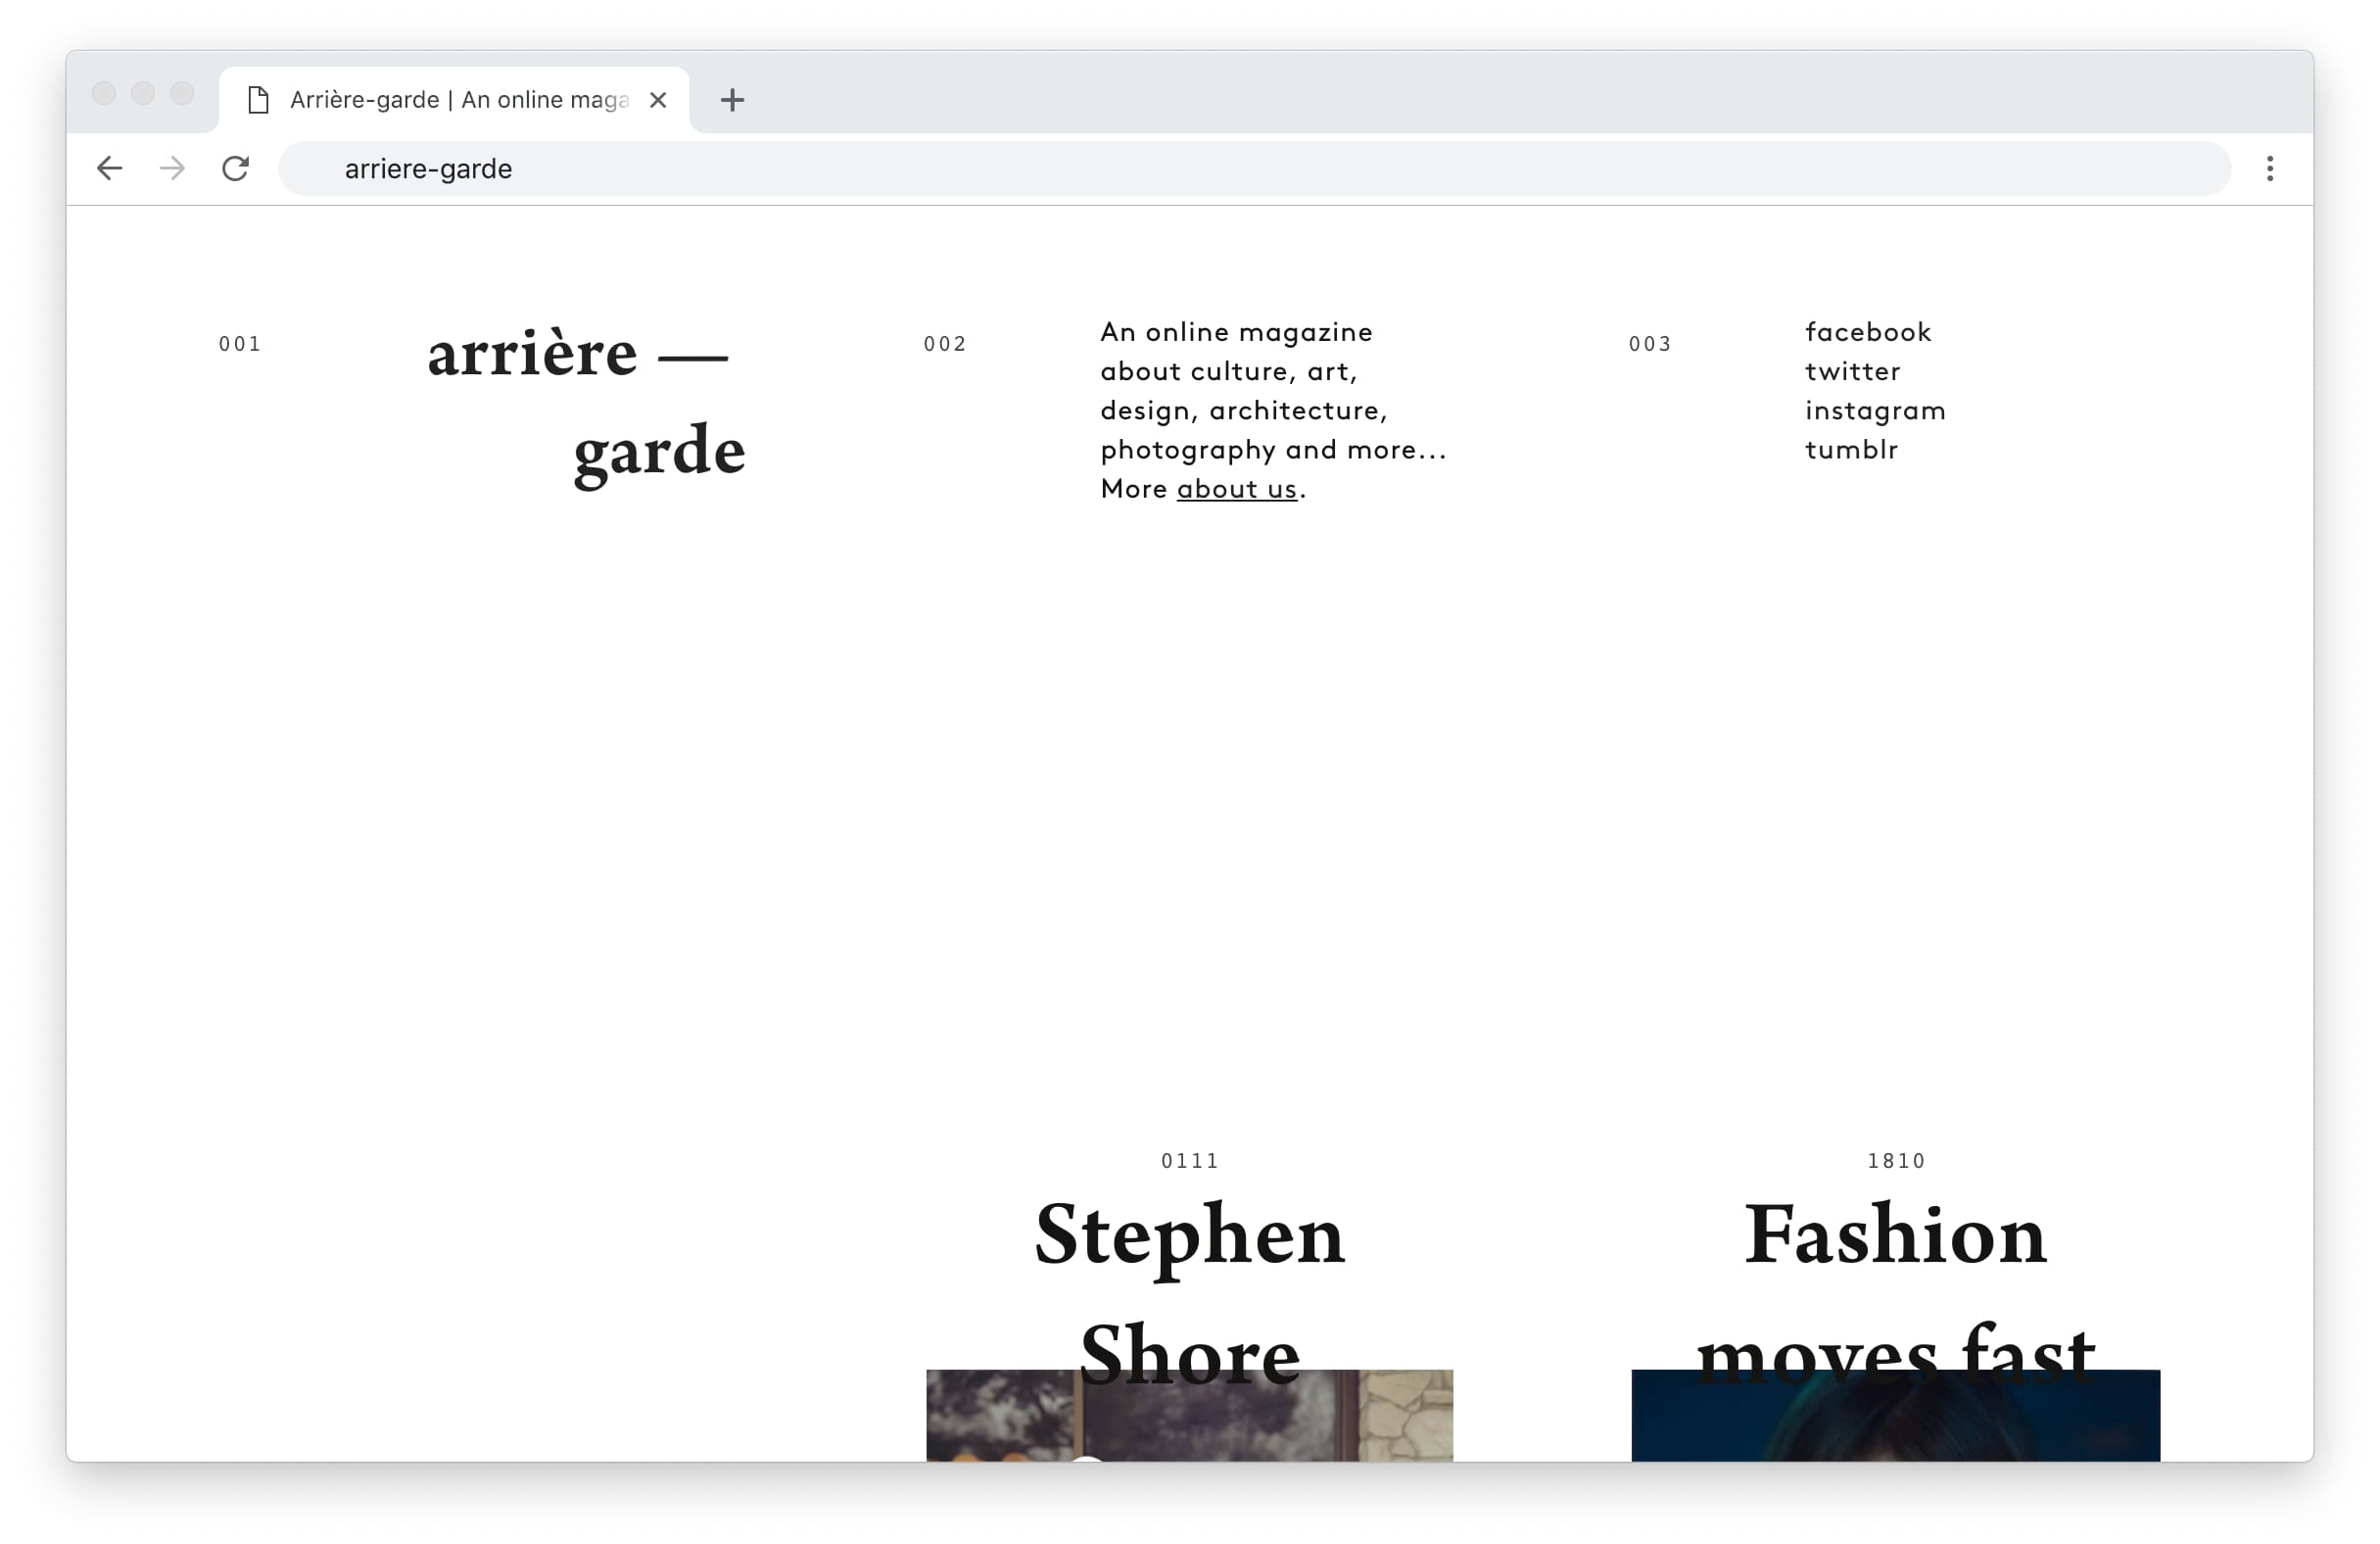 Arrière-garde | An online maga
arriere-garde
001
arrière —
garde
002
An online magazine
about culture, art,
design, architecture,
photography and more...
More about us.
003
facebook
twitter
instagram
tumblr
0111
Stephen
Shore
1810
Fashion
moves fast